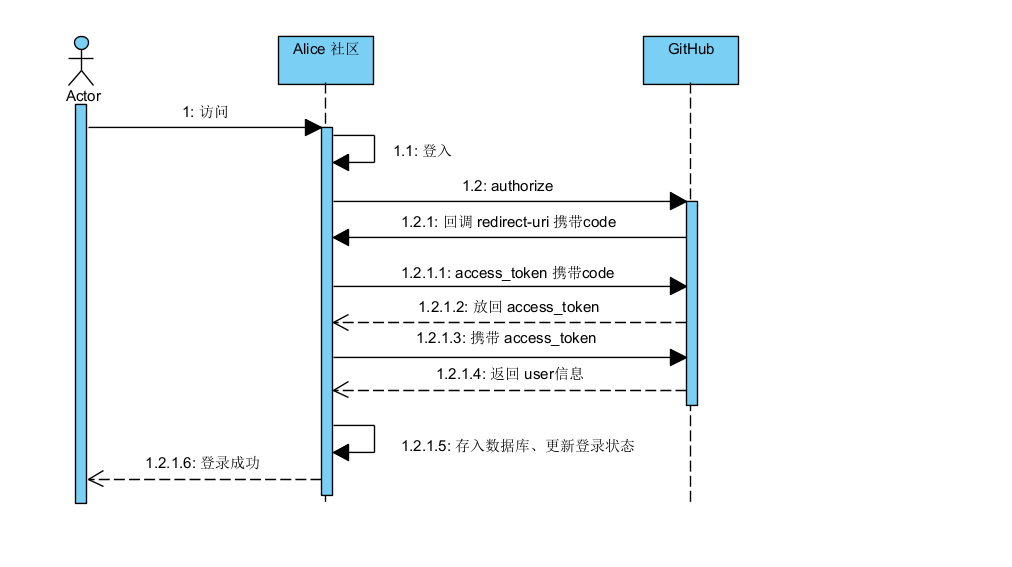 Alice 社区
GitHub
Actor
1: 访问
1.1: 登入
1.2: authorize
1.2.1: 回调 redirect-uri 携带code
1.2.1.1: access_token 携带code
1.2.1.2: 放回 access_token
1.2.1.3: 携带 access_token
1.2.1.4: 返回 user信息
1.2.1.5: 存入数据库、更新登录状态
1.2.1.6: 登录成功